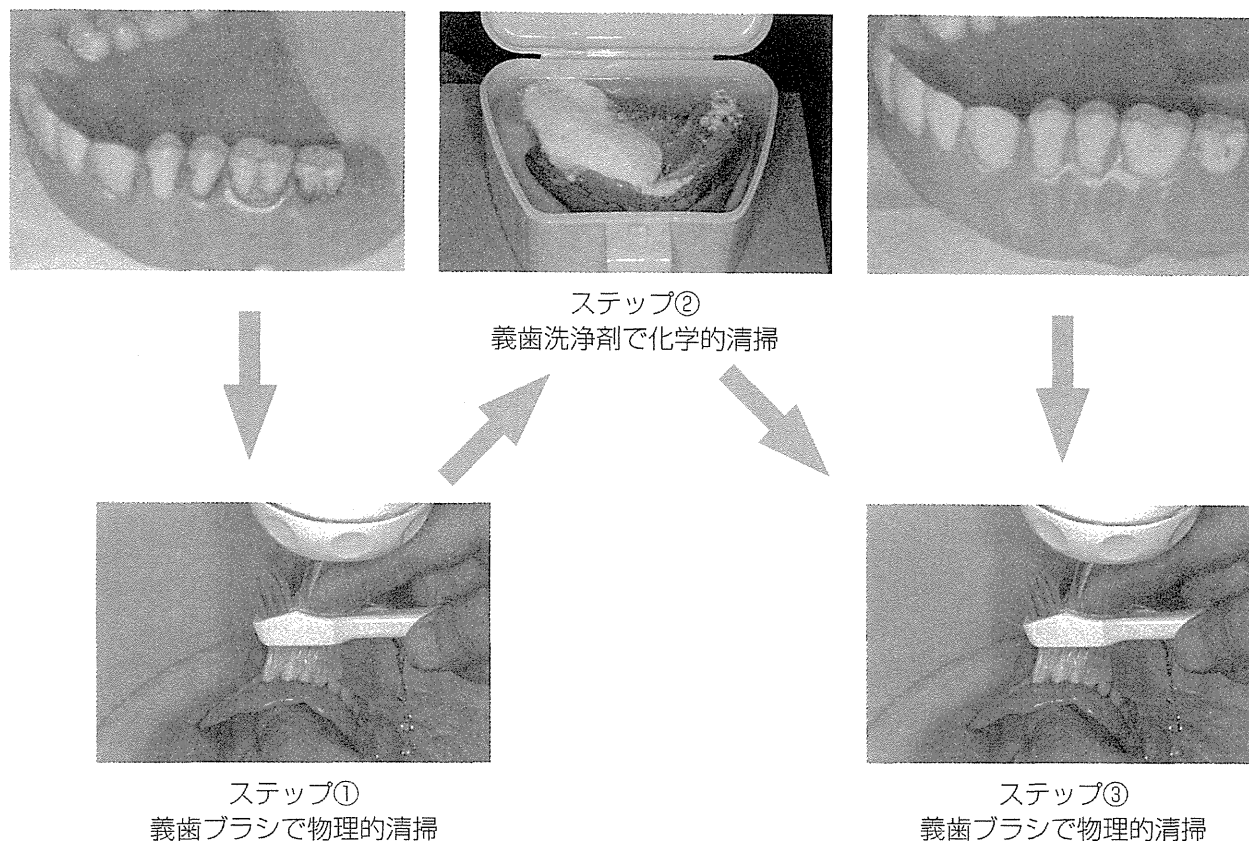 ステップ②
義歯洗浄剤で化学的清掃
ステップ①
義歯ブラシで物理的清掃
ステップ③
義歯ブラシで物理的清掃